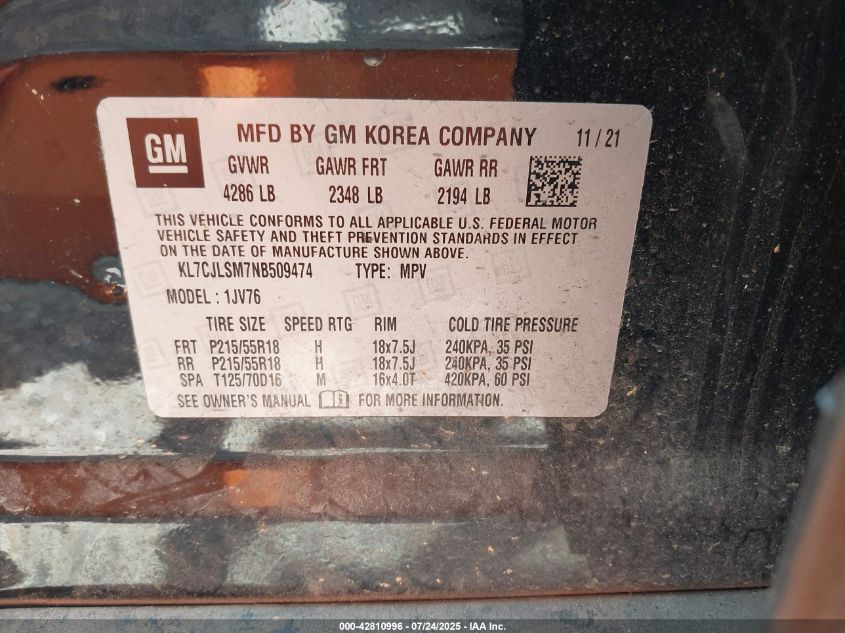 GM MFD BY GM KOREA COMPANY 11/21
GVWR GAWR FRT GAWR RR
4286 LB 2348 LB 2194 LB
THIS VEHICLE CONFORMS TO ALL APPLICABLE U.S. FEDERAL MOTOR
VEHICLE SAFETY AND THEFT PREVENTION STANDARDS IN EFFECT
ON THE DATE OF MANUFACTURE SHOWN ABOVE.
KL7CJLSM7NB509474 TYPE: MPV
MODEL : 1JV76
TIRE SIZE SPEED RTG RIM COLD TIRE PRESSURE
FRT P215/55R18 H 18x7.5J 240KPA, 35 PSI
RR P215/55R18 H 18x7.5J 240KPA, 35 PSI
SPA T125/70D16 M 16x4.0T 420KPA, 60 PSI
SEE OWNER'S MANUAL FOR MORE INFORMATION.
000-42810996 - 07/24/2025 - IAA Inc.